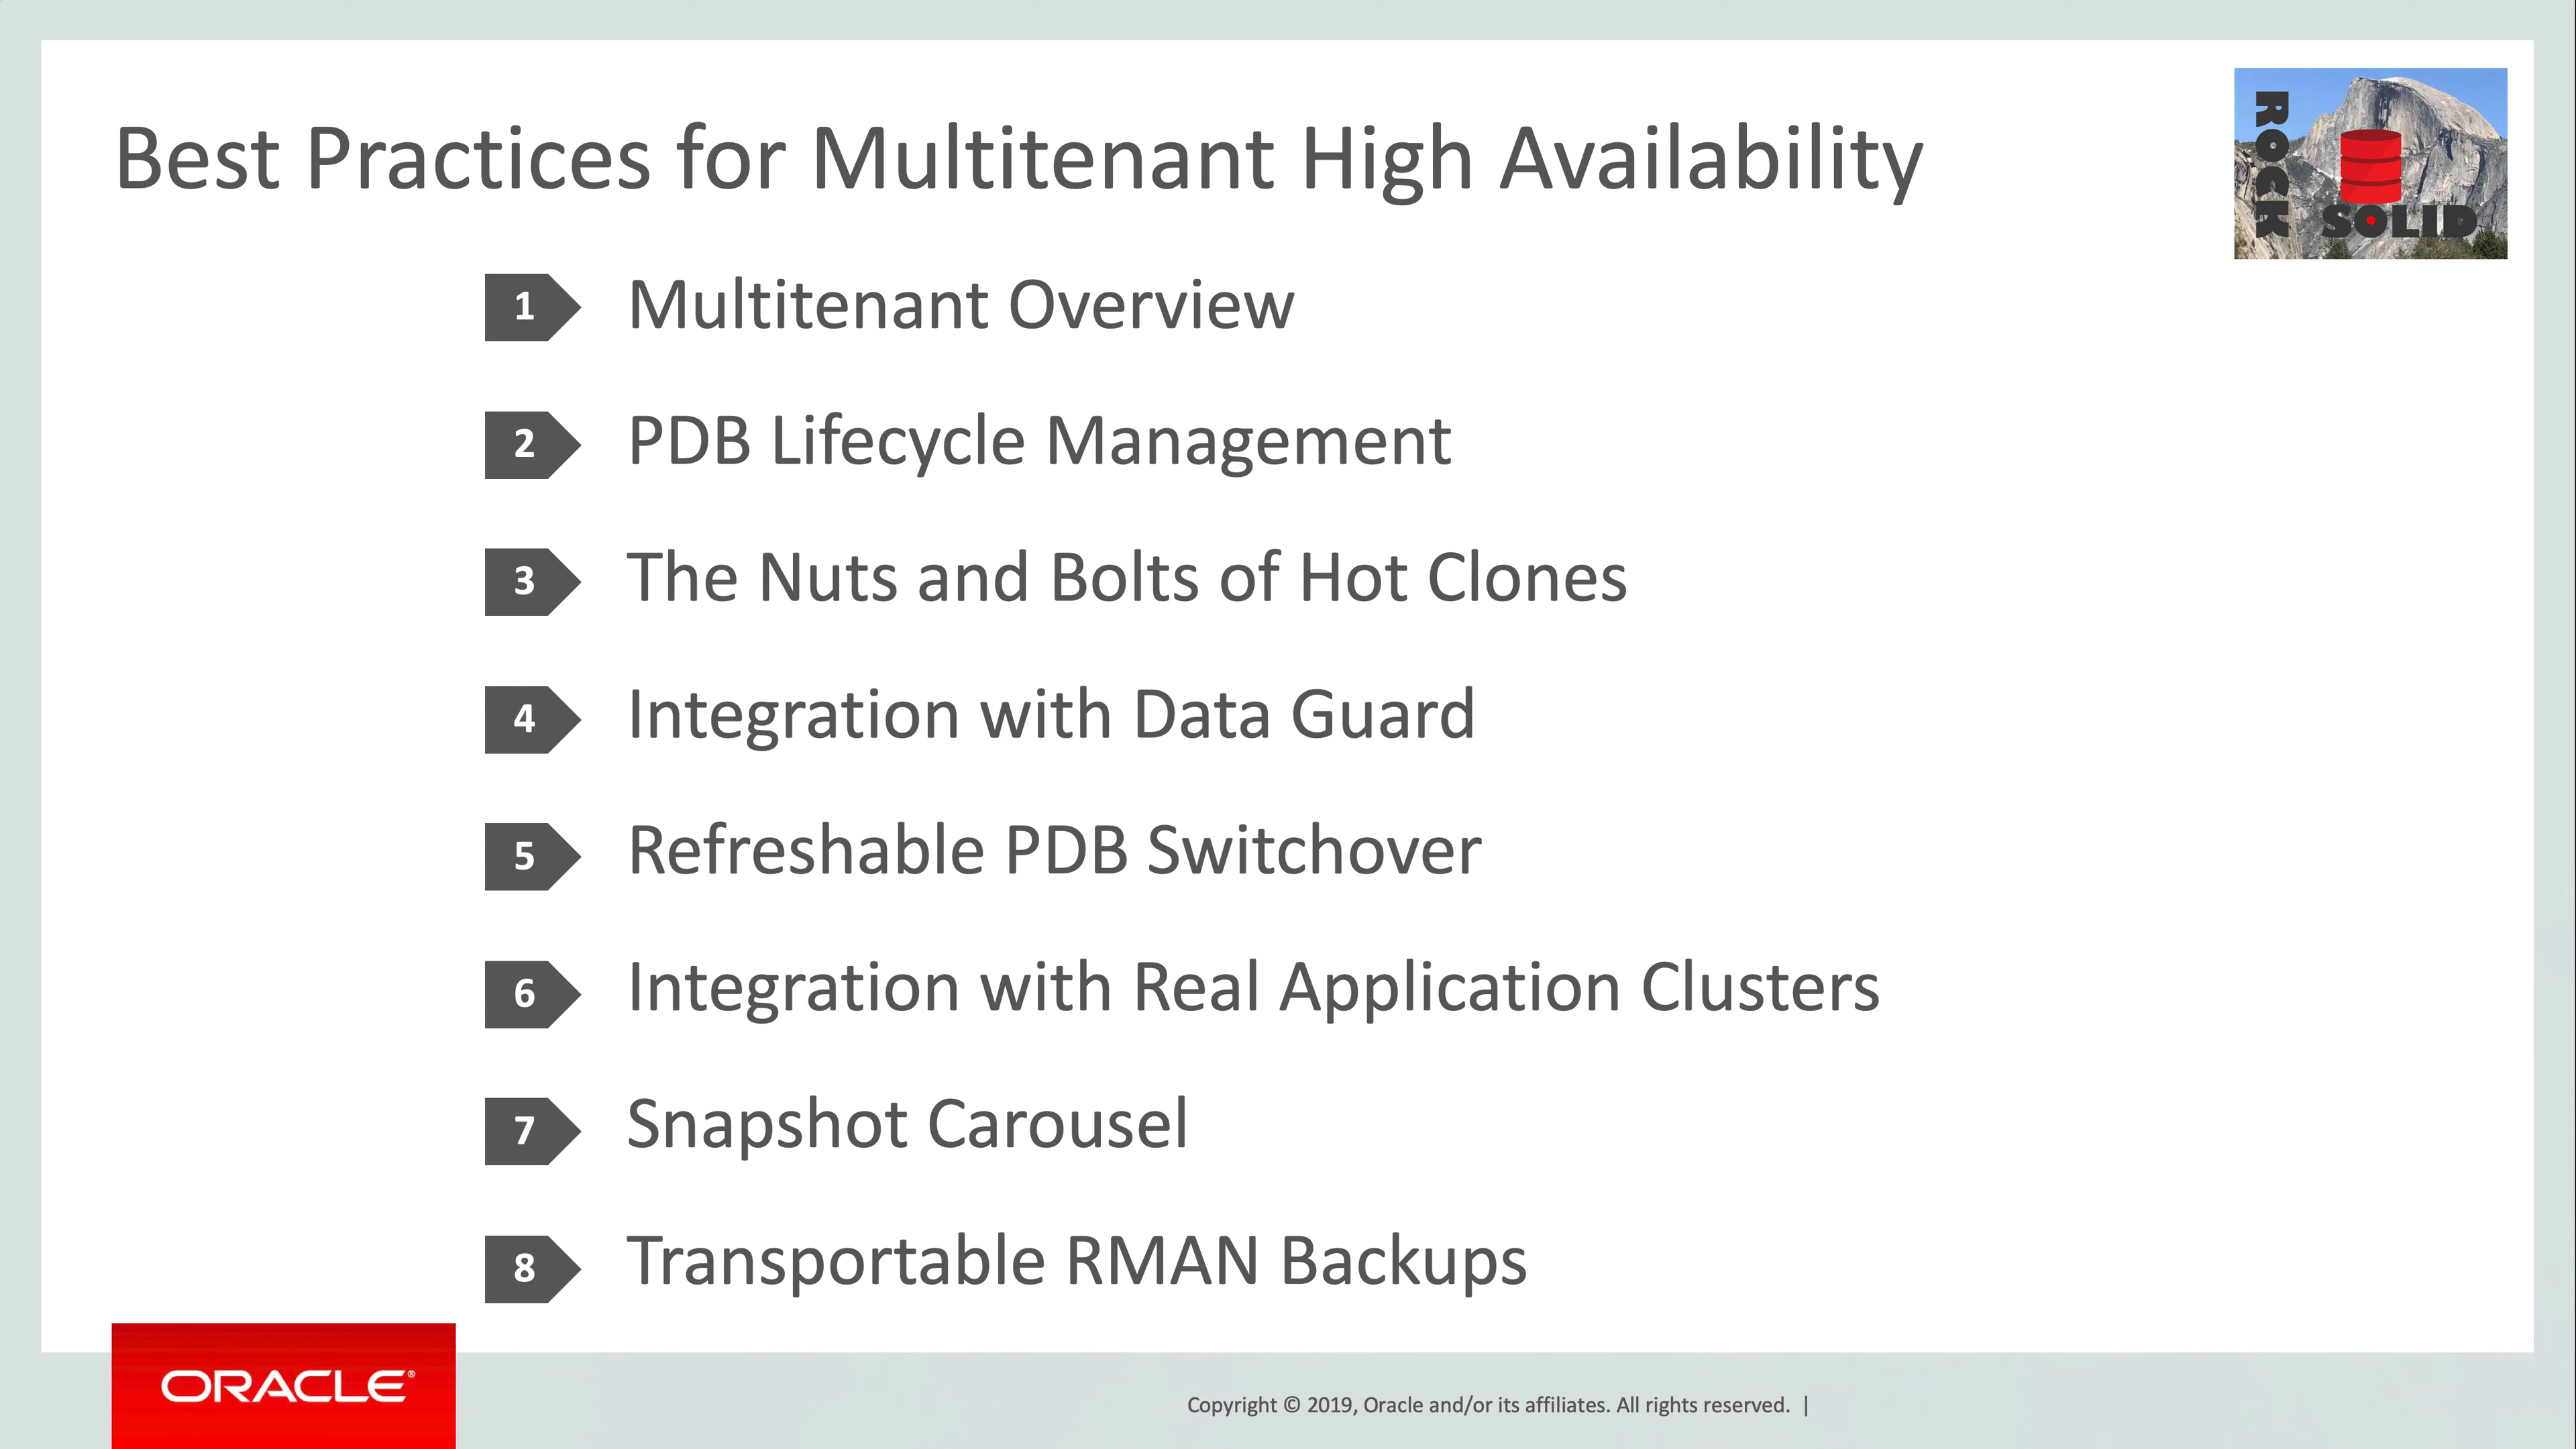 Best Practices for Multitenant High Availability
ROCK
SOLID
1 Multitenant Overview
2 PDB Lifecycle Management
3 The Nuts and Bolts of Hot Clones
4 Integration with Data Guard
5 Refreshable PDB Switchover
6 Integration with Real Application Clusters
7 Snapshot Carousel
8 Transportable RMAN Backups
ORACLE®
Copyright © 2019, Oracle and/or its affiliates. All rights reserved. |